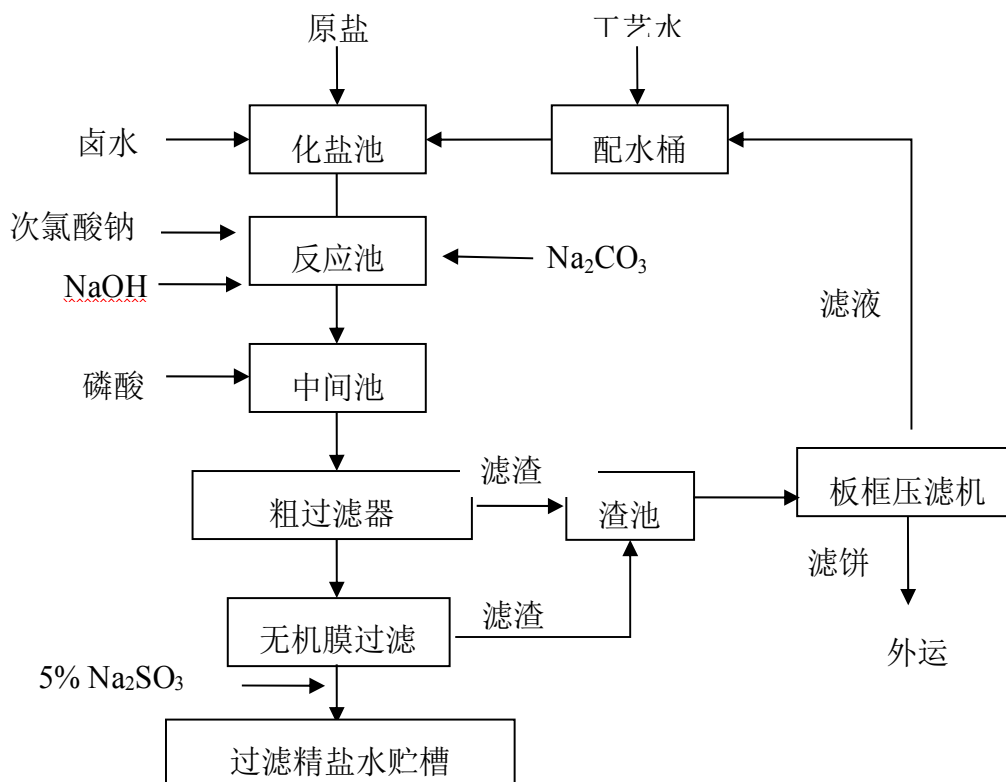 原盐
工艺水
卤水
化盐池
配水桶
次氯酸钠
反应池
Na₂CO₃
NaOH
滤液
磷酸
中间池
滤渣
粗过滤器
渣池
板框压滤机
滤饼
无机膜过滤
滤渣
外运
5% Na₂SO₃
过滤精盐水贮槽